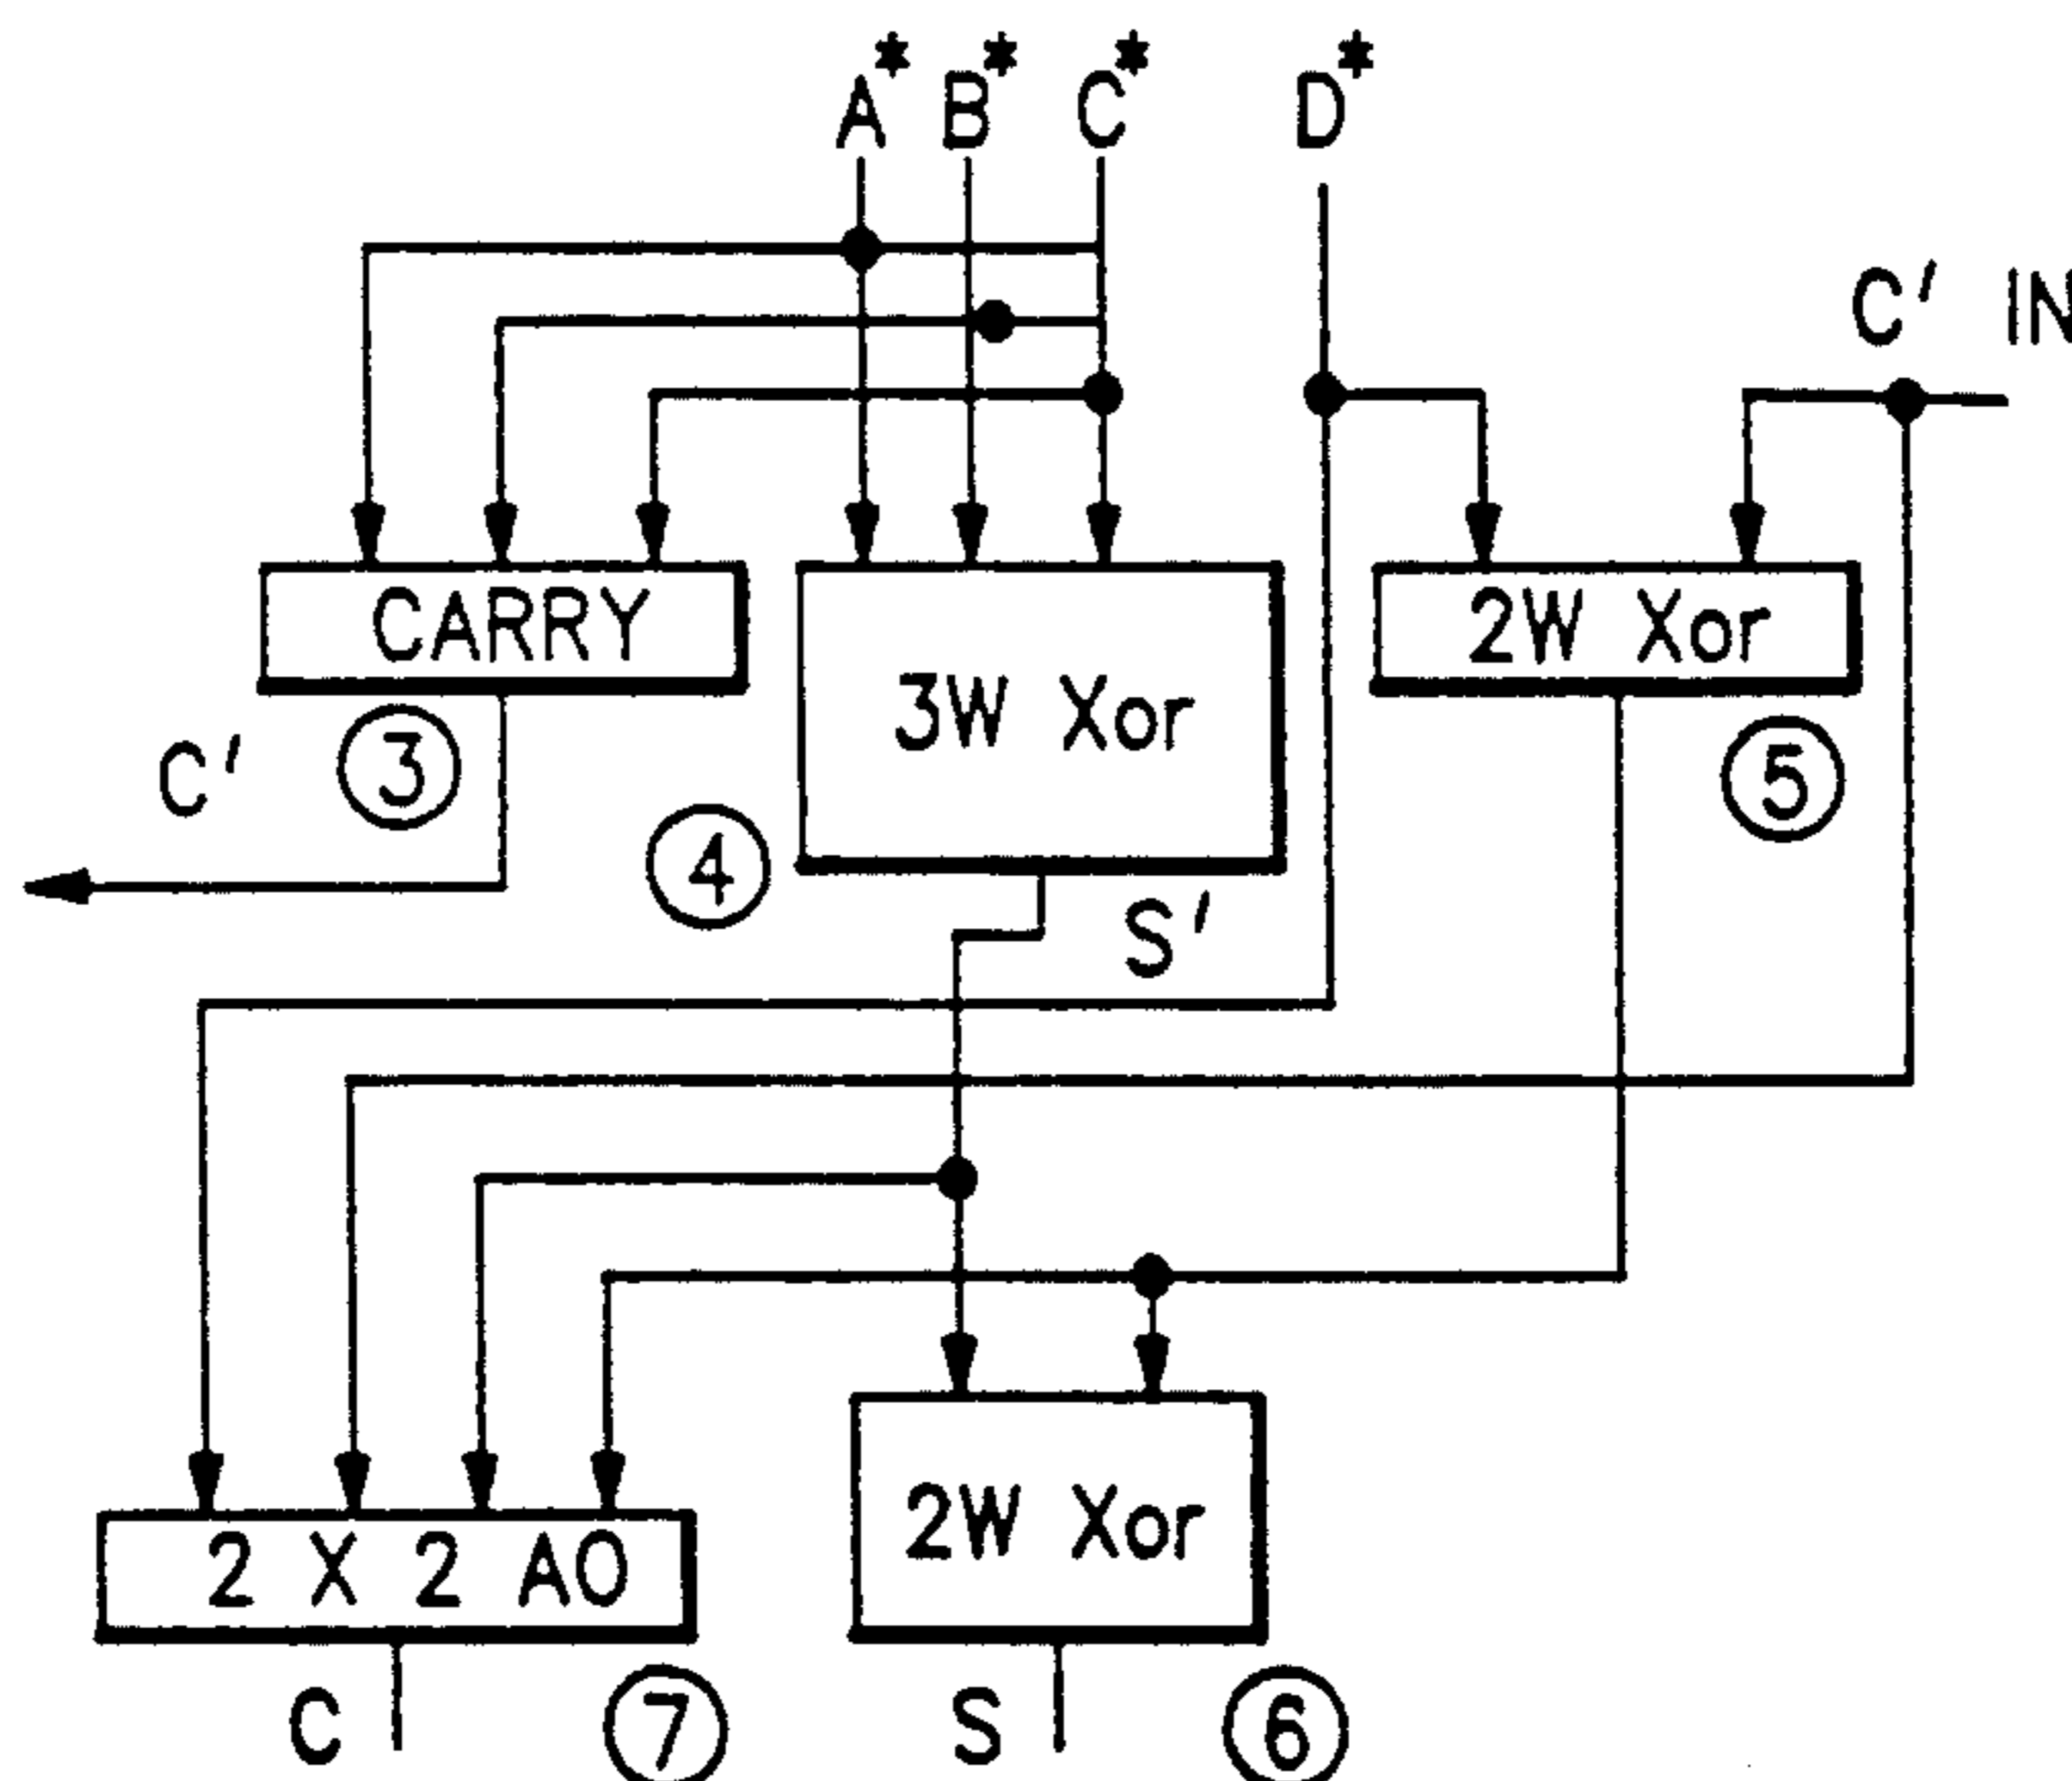 A* B* C* D*
C' IN
CARRY
3W Xor
2W Xor
C'
3
4
5
S'
2 X 2 AO
2W Xor
C
7
S
6